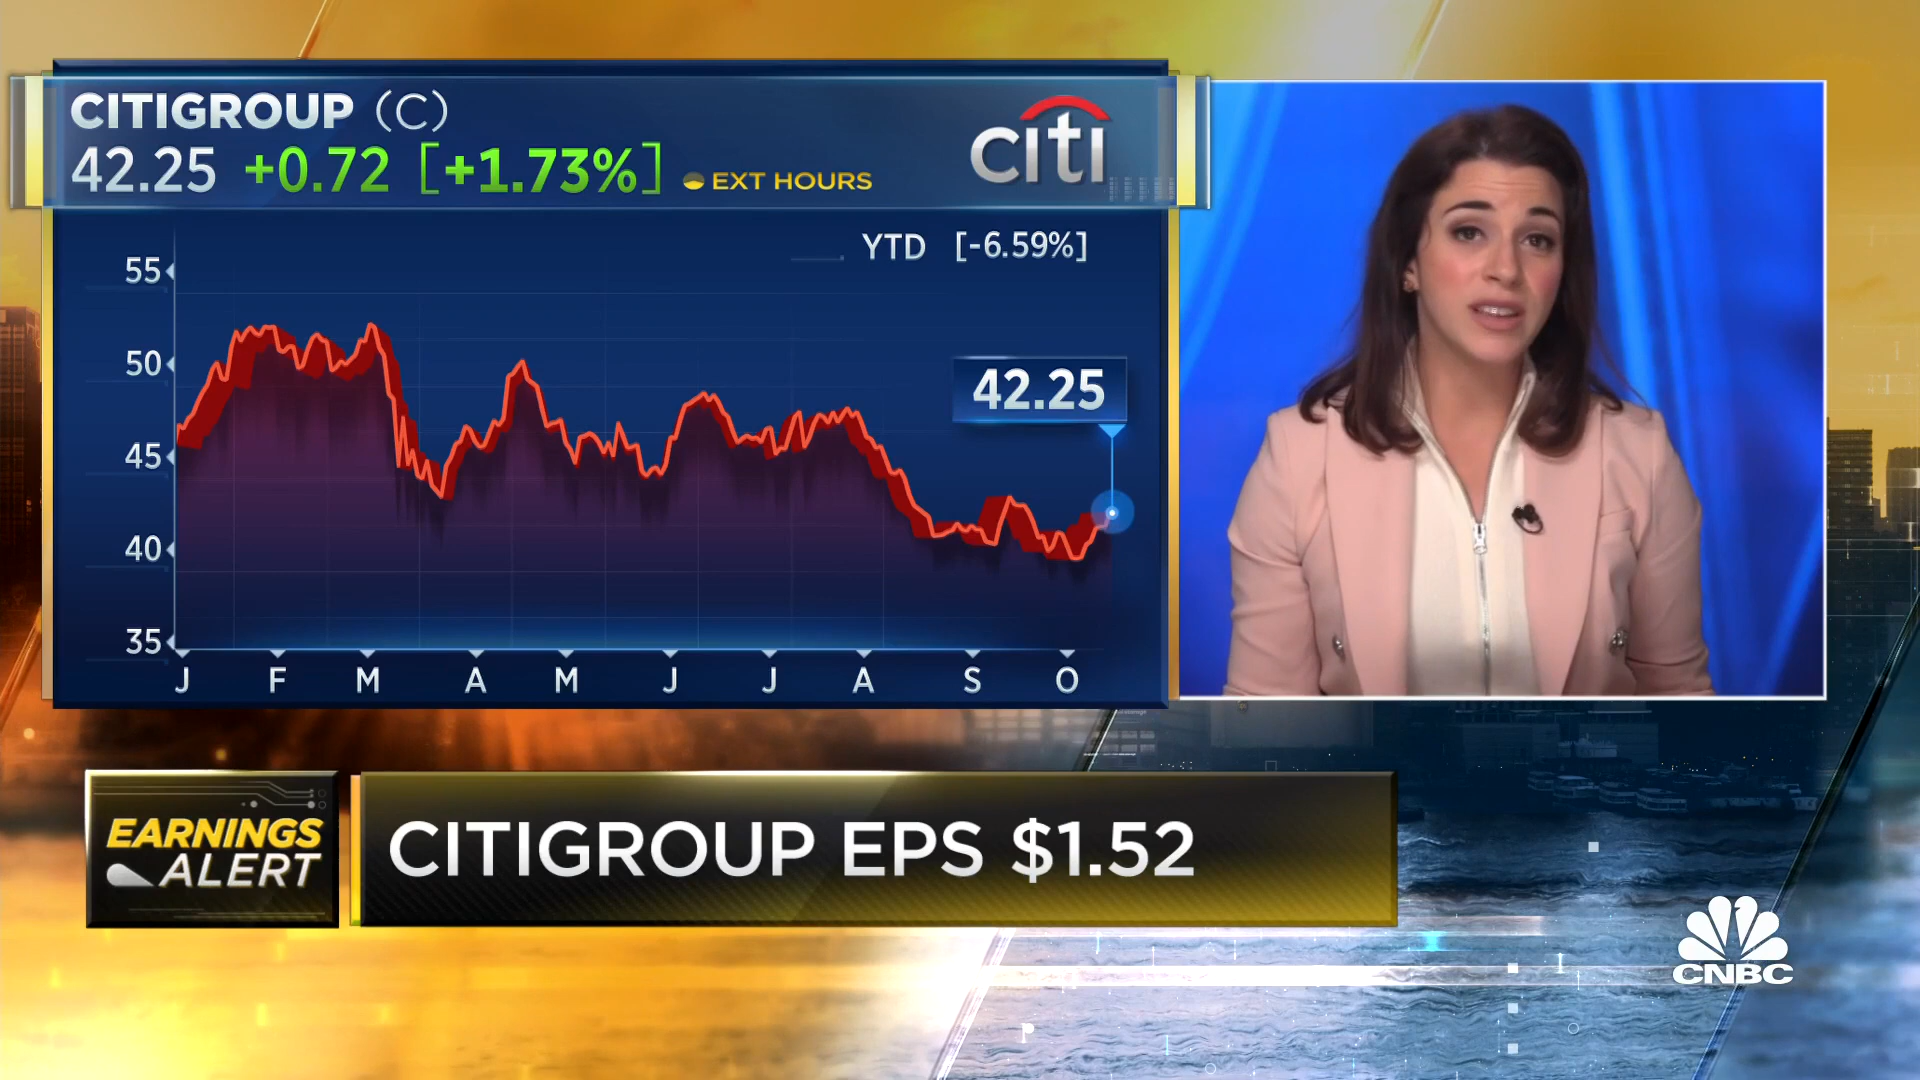 CITIGROUP (C)
42.25 +0.72 [+1.73%] EXT HOURS
citi
YTD [-6.59%]
55
50
45
40
35
42.25
J F M A M J J A S O
EARNINGS
ALERT
CITIGROUP EPS $1.52
CNBC